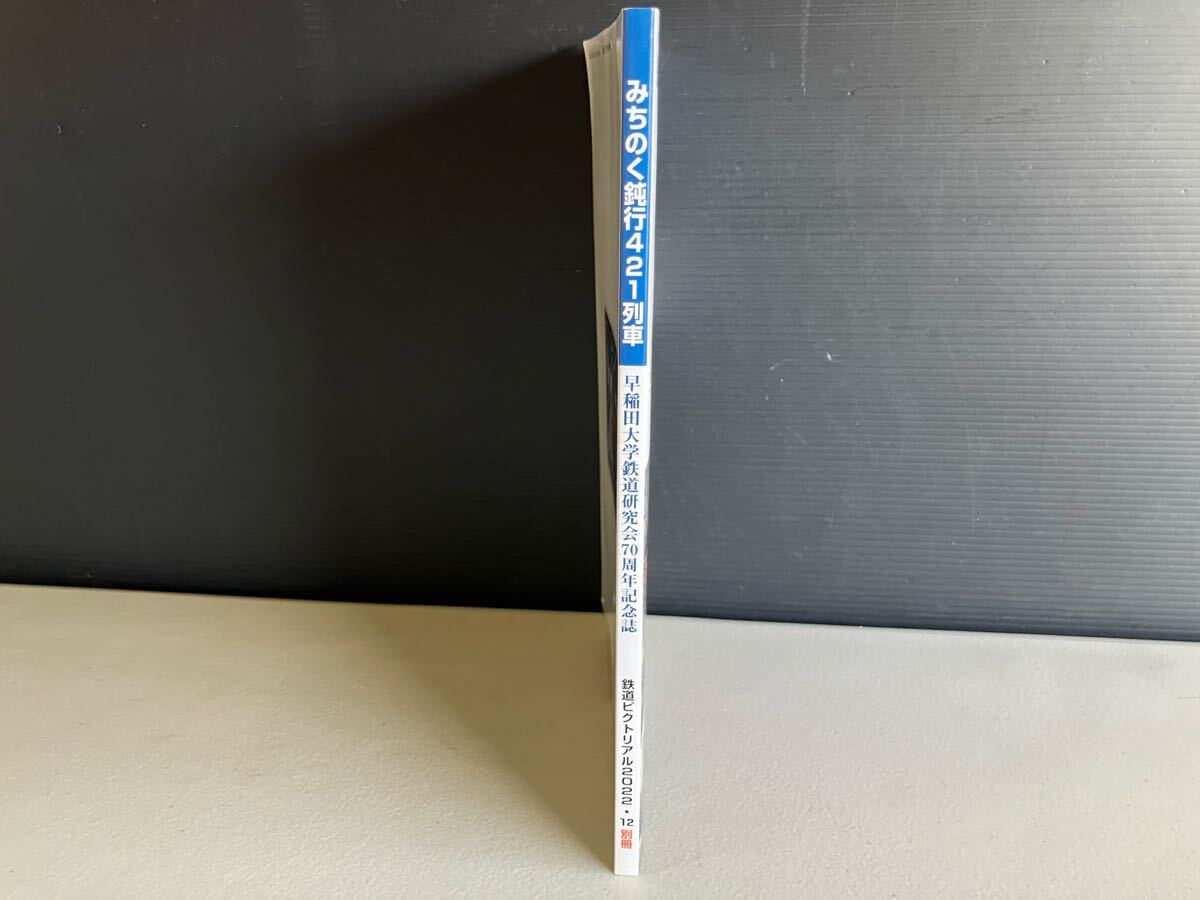 みちのく鈍行421列車
早稲田大学鉄道研究会70周年記念誌
鉄道ピクトリアル2022・12
別冊